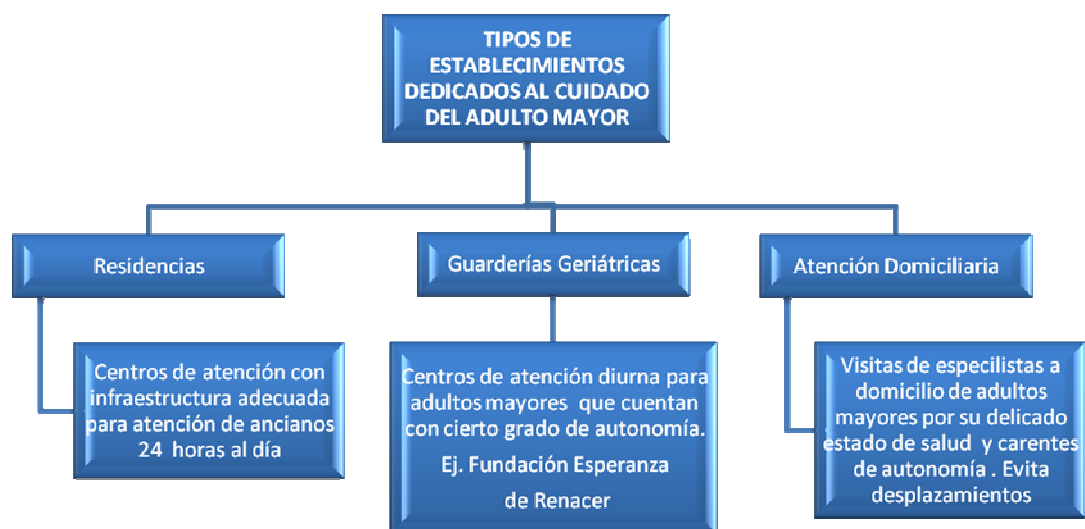 TIPOS DE
ESTABLECIMIENTOS
DEDICADOS AL CUIDADO
DEL ADULTO MAYOR
Residencias
Guarderías Geriátricas
Atención Domiciliaria
Centros de atención con
infraestructura adecuada
para atención de ancianos
24 horas al día
Centros de atención diurna para
adultos mayores que cuentan
con cierto grado de autonomía.
Ej. Fundación Esperanza
de Renacer
Visitas de especilistas a
domicilio de adultos
mayores por su delicado
estado de salud y carentes
de autonomía . Evita
desplazamientos